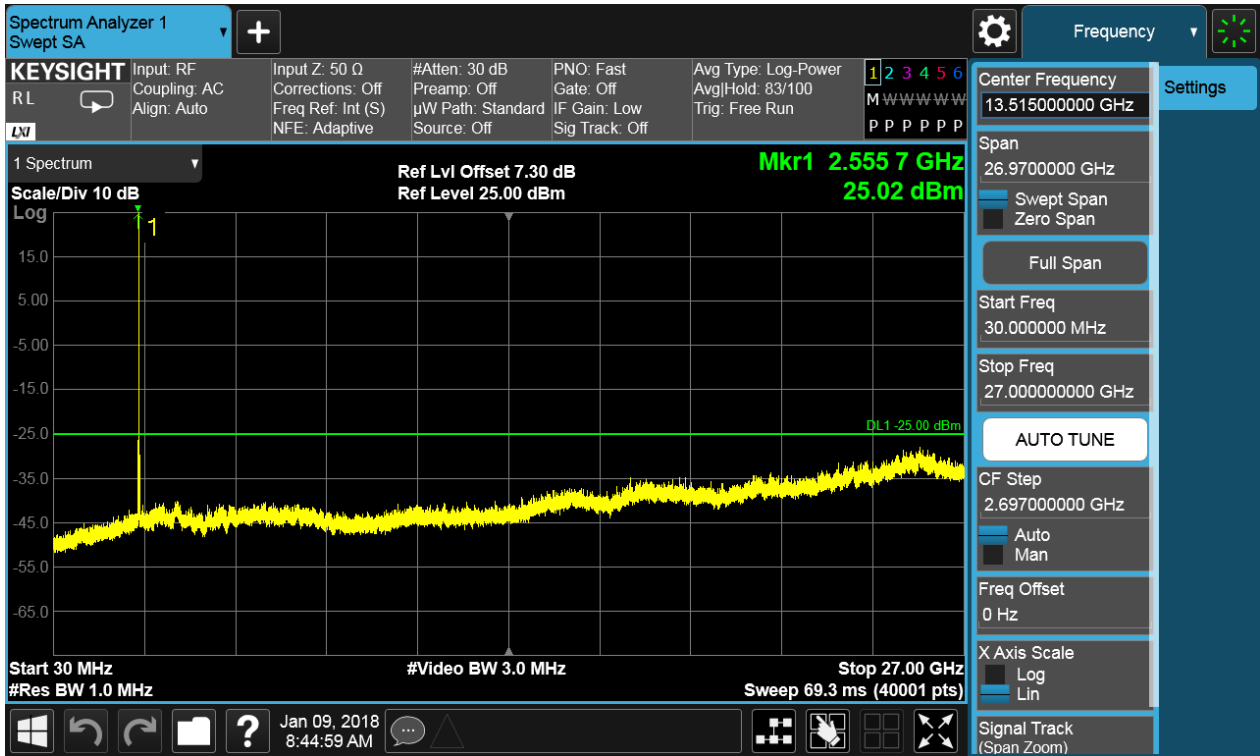 Spectrum Analyzer 1
Swept SA
Frequency
KEYSIGHT
R L
LXI
Input: RF
Coupling: AC
Align: Auto
Input Z: 50 Ω
Corrections: Off
Freq Ref: Int (S)
NFE: Adaptive
#Atten: 30 dB
Preamp: Off
µW Path: Standard
Source: Off
PNO: Fast
Gate: Off
IF Gain: Low
Sig Track: Off
Avg Type: Log-Power
Avg|Hold: 83/100
Trig: Free Run
1 2 3 4 5 6
M W W W W W
P P P P P P
Center Frequency
13.515000000 GHz
Settings
1 Spectrum
Ref Lvl Offset 7.30 dB
Mkr1 2.555 7 GHz
Scale/Div 10 dB
Ref Level 25.00 dBm
25.02 dBm
Log
1
15.0
5.00
-5.00
-15.0
-25.0
DL1 -25.00 dBm
-35.0
-45.0
-55.0
-65.0
Start 30 MHz
#Video BW 3.0 MHz
Stop 27.00 GHz
#Res BW 1.0 MHz
Sweep 69.3 ms (40001 pts)
Span
26.9700000 GHz
Swept Span
Zero Span
Full Span
Start Freq
30.000000 MHz
Stop Freq
27.000000000 GHz
AUTO TUNE
CF Step
2.697000000 GHz
Auto
Man
Freq Offset
0 Hz
X Axis Scale
Log
Lin
Signal Track
(Span Zoom)
?
Jan 09, 2018
8:44:59 AM